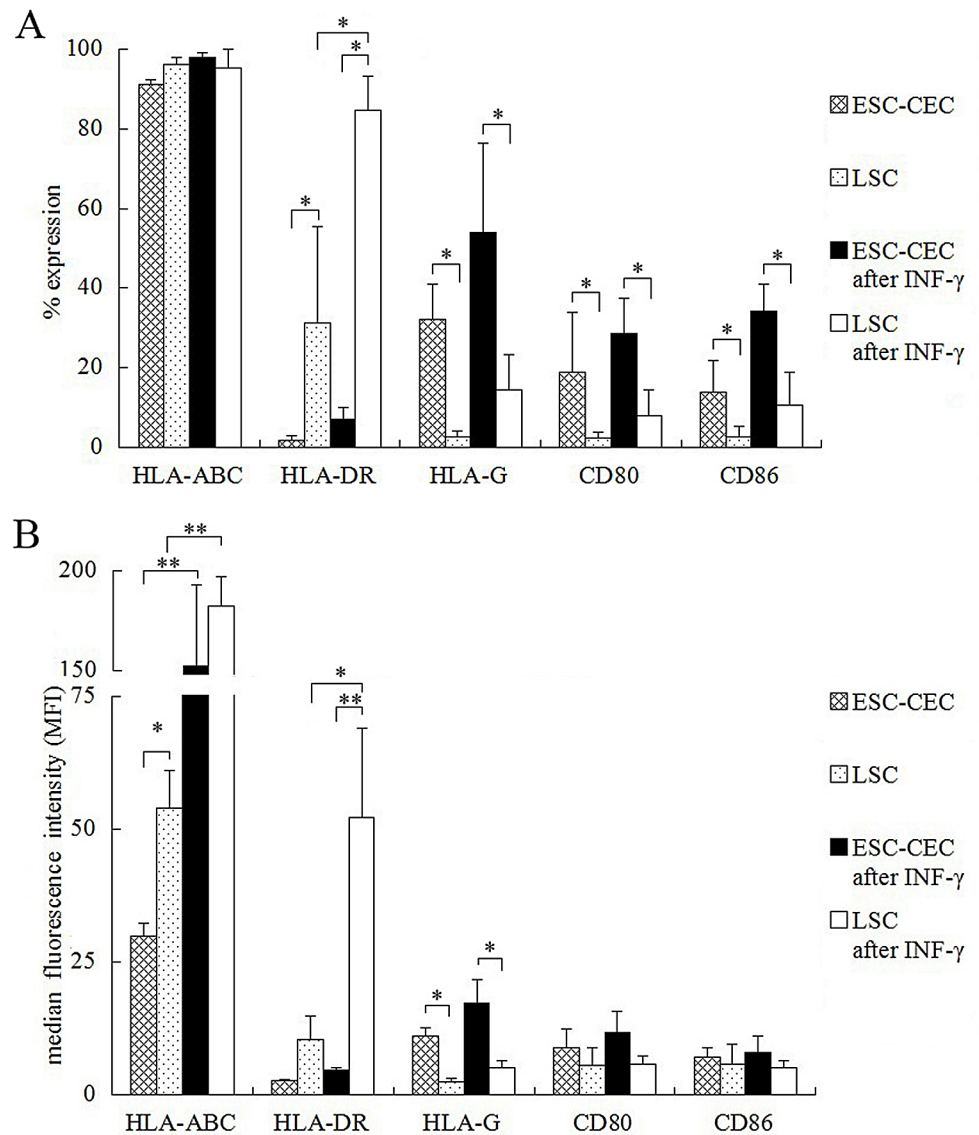 A
100
80
60
40
20
0
% expression
* * * * * * * * *
HLA-ABC HLA-DR HLA-G CD80 CD86
ESC-CEC
LSC
ESC-CEC
after INF-γ
LSC
after INF-γ
B
200
150
75
50
25
0
median fluorescence intensity (MFI)
** ** * * ** * *
HLA-ABC HLA-DR HLA-G CD80 CD86
ESC-CEC
LSC
ESC-CEC
after INF-γ
LSC
after INF-γ